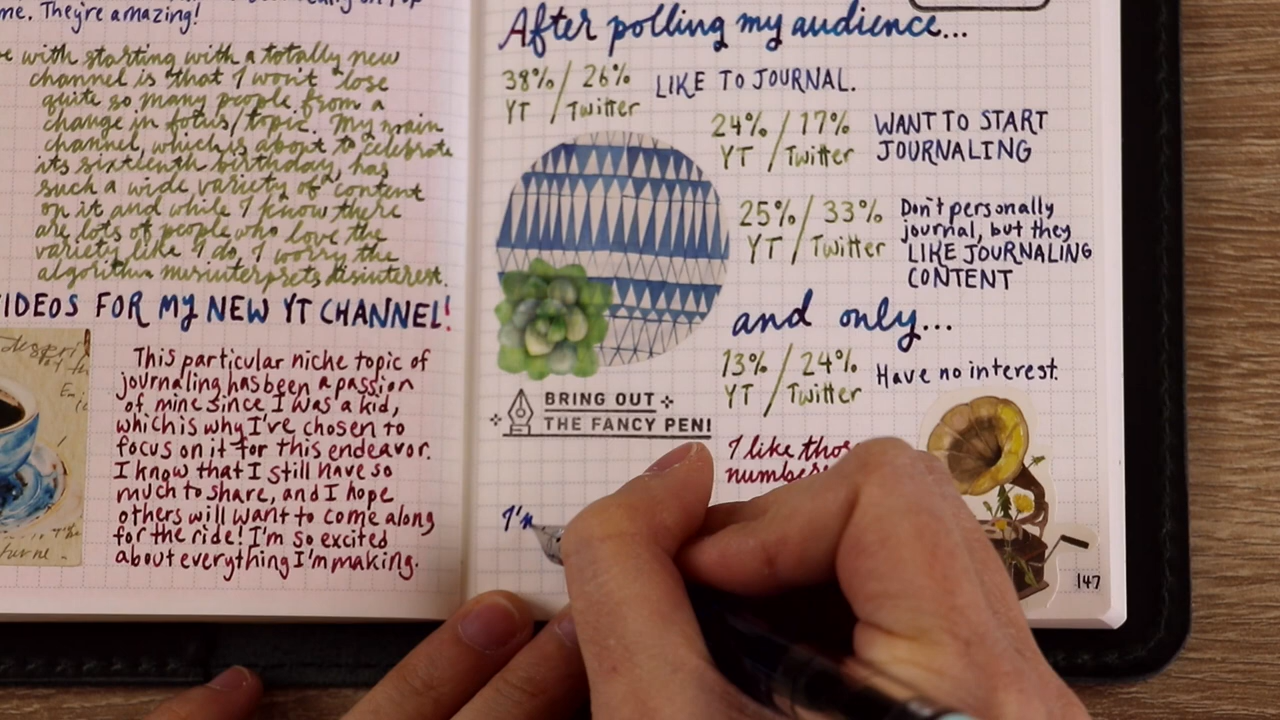 me. They're amazing!
with starting with a totally new
channel is that I won't lose
quite so many people from a
change in focus/topic. My main
channel, which is about to celebrate
its sixteenth birthday, has
such a wide variety of content
on it and while I know there
are lots of people who love the
variety like I do, I worry the
algorithm misinterprets disinterest.
IDEOS FOR MY NEW YT CHANNEL!
This particular niche topic of
journaling has been a passion
of mine since I was a kid,
which is why I've chosen to
focus on it for this endeavor.
I know that I still have so
much to share, and I hope
others will want to come along
for the ride! I'm so excited
about everything I'm making.
After polling my audience...
38% / 26% LIKE TO JOURNAL.
YT / Twitter
24% / 17% WANT TO START
YT / Twitter JOURNALING
25% / 33% Don't personally
journal, but they
YT / Twitter LIKE JOURNALING
CONTENT
and only...
13% / 24% Have no interest.
YT / Twitter
BRING OUT
THE FANCY PEN!
I like those
numbers
I'm
147